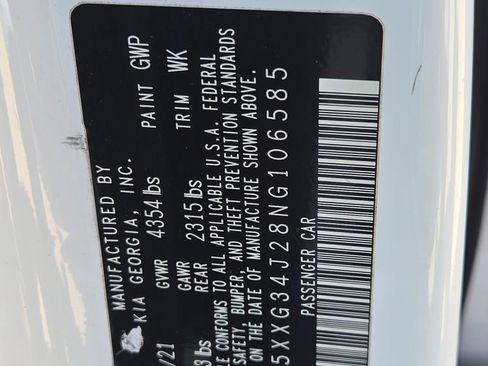 MANUFACTURED BY
KIA GEORGIA, INC.
/21 GVWR 4354 lbs PAINT GWP
GAWR
3 lbs REAR 2315 lbs TRIM WK
LE CONFORMS TO ALL APPLICABLE U.S.A. FEDERAL
SAFETY, BUMPER, AND THEFT PREVENTION STANDARDS
DATE OF MANUFACTURE SHOWN ABOVE.
5XXG34J28NG106585
PASSENGER CAR